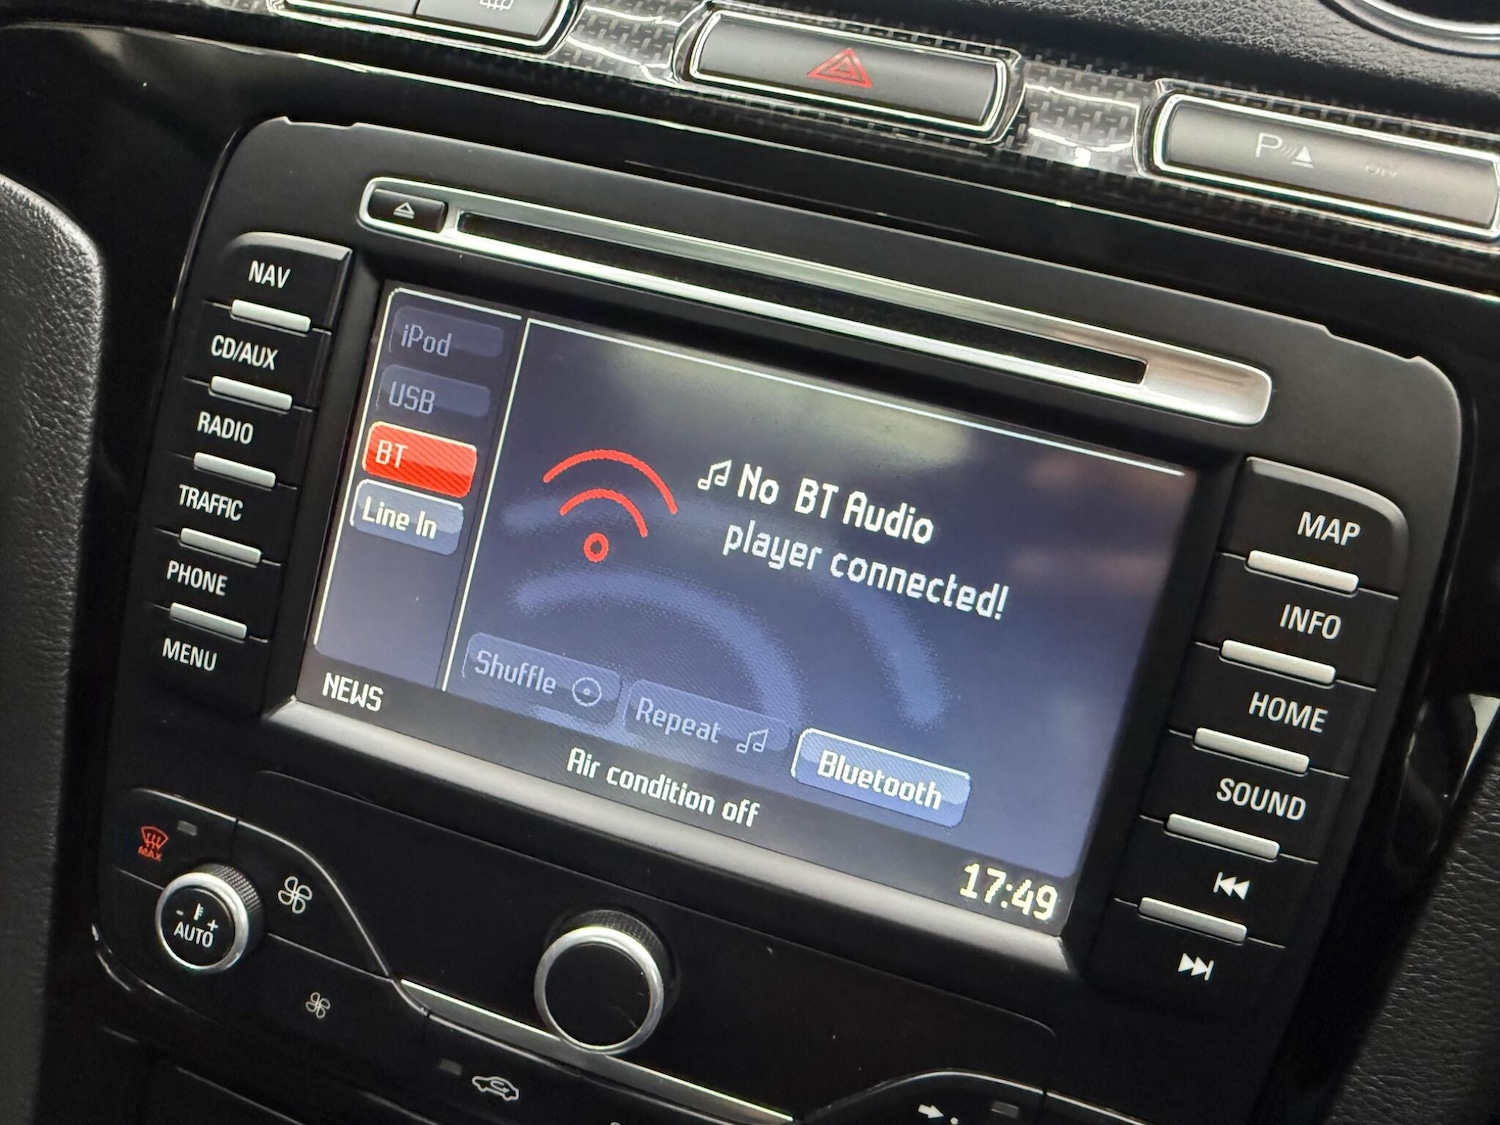 P
ON
NAV
CD/AUX
RADIO
TRAFFIC
PHONE
MENU
iPod
USB
BT
Line In
No BT Audio
player connected!
Shuffle
Repeat
Bluetooth
NEWS
Air condition off
17:49
MAP
INFO
HOME
SOUND
MAX
- +
AUTO